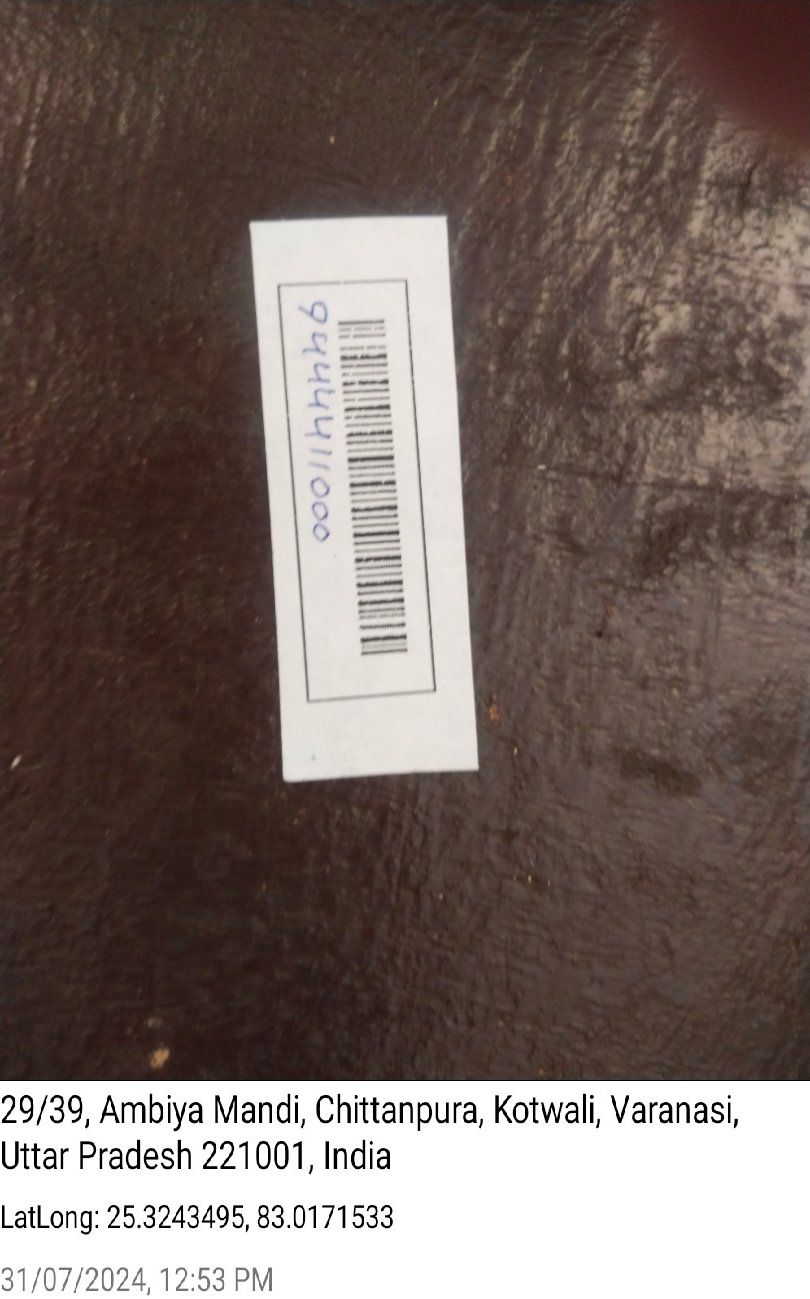 9444411000
29/39, Ambiya Mandi, Chittanpura, Kotwali, Varanasi,
Uttar Pradesh 221001, India
LatLong: 25.3243495, 83.0171533
31/07/2024, 12:53 PM